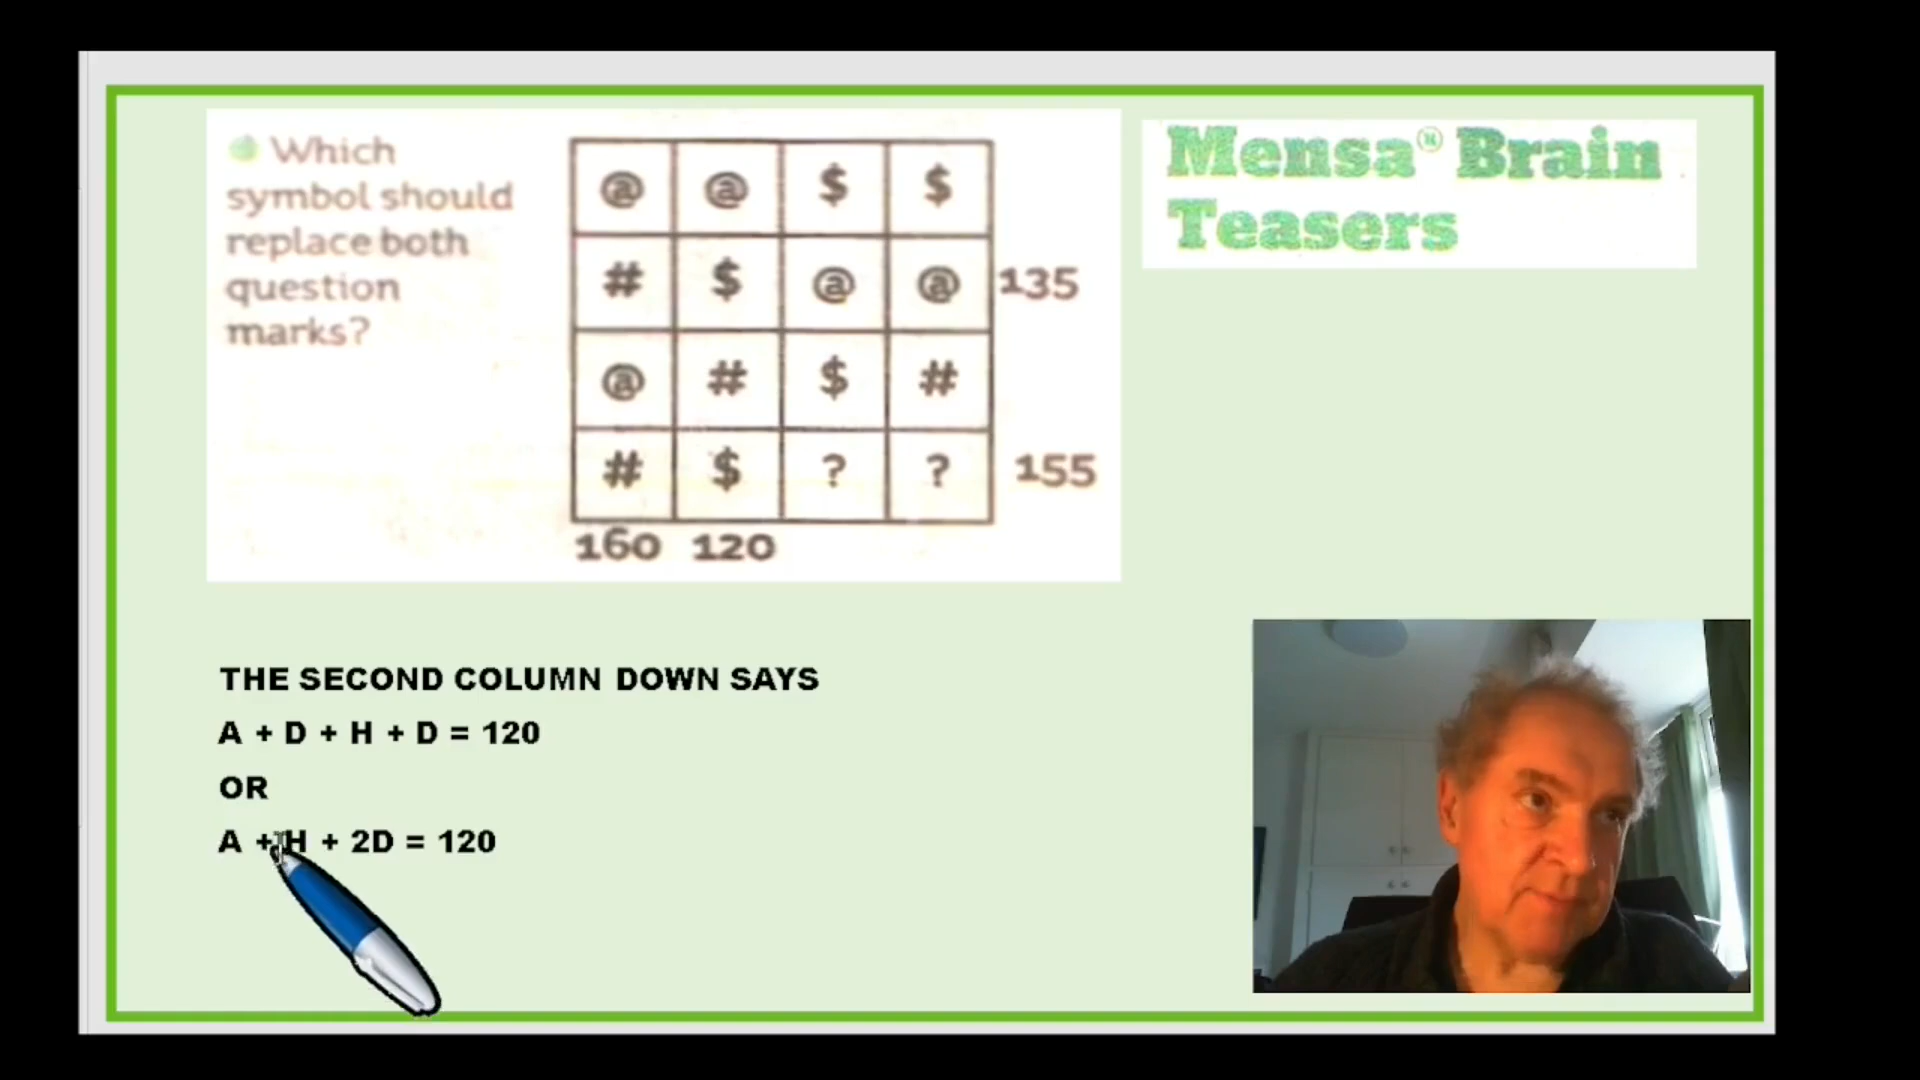 Which
symbol should
replace both
question
marks?
@ @ $ $
# $ @ @ 135
@ # $ #
# $ ? ? 155
160 120
Mensa® Brain
Teasers
THE SECOND COLUMN DOWN SAYS
A + D + H + D = 120
OR
A + H + 2D = 120